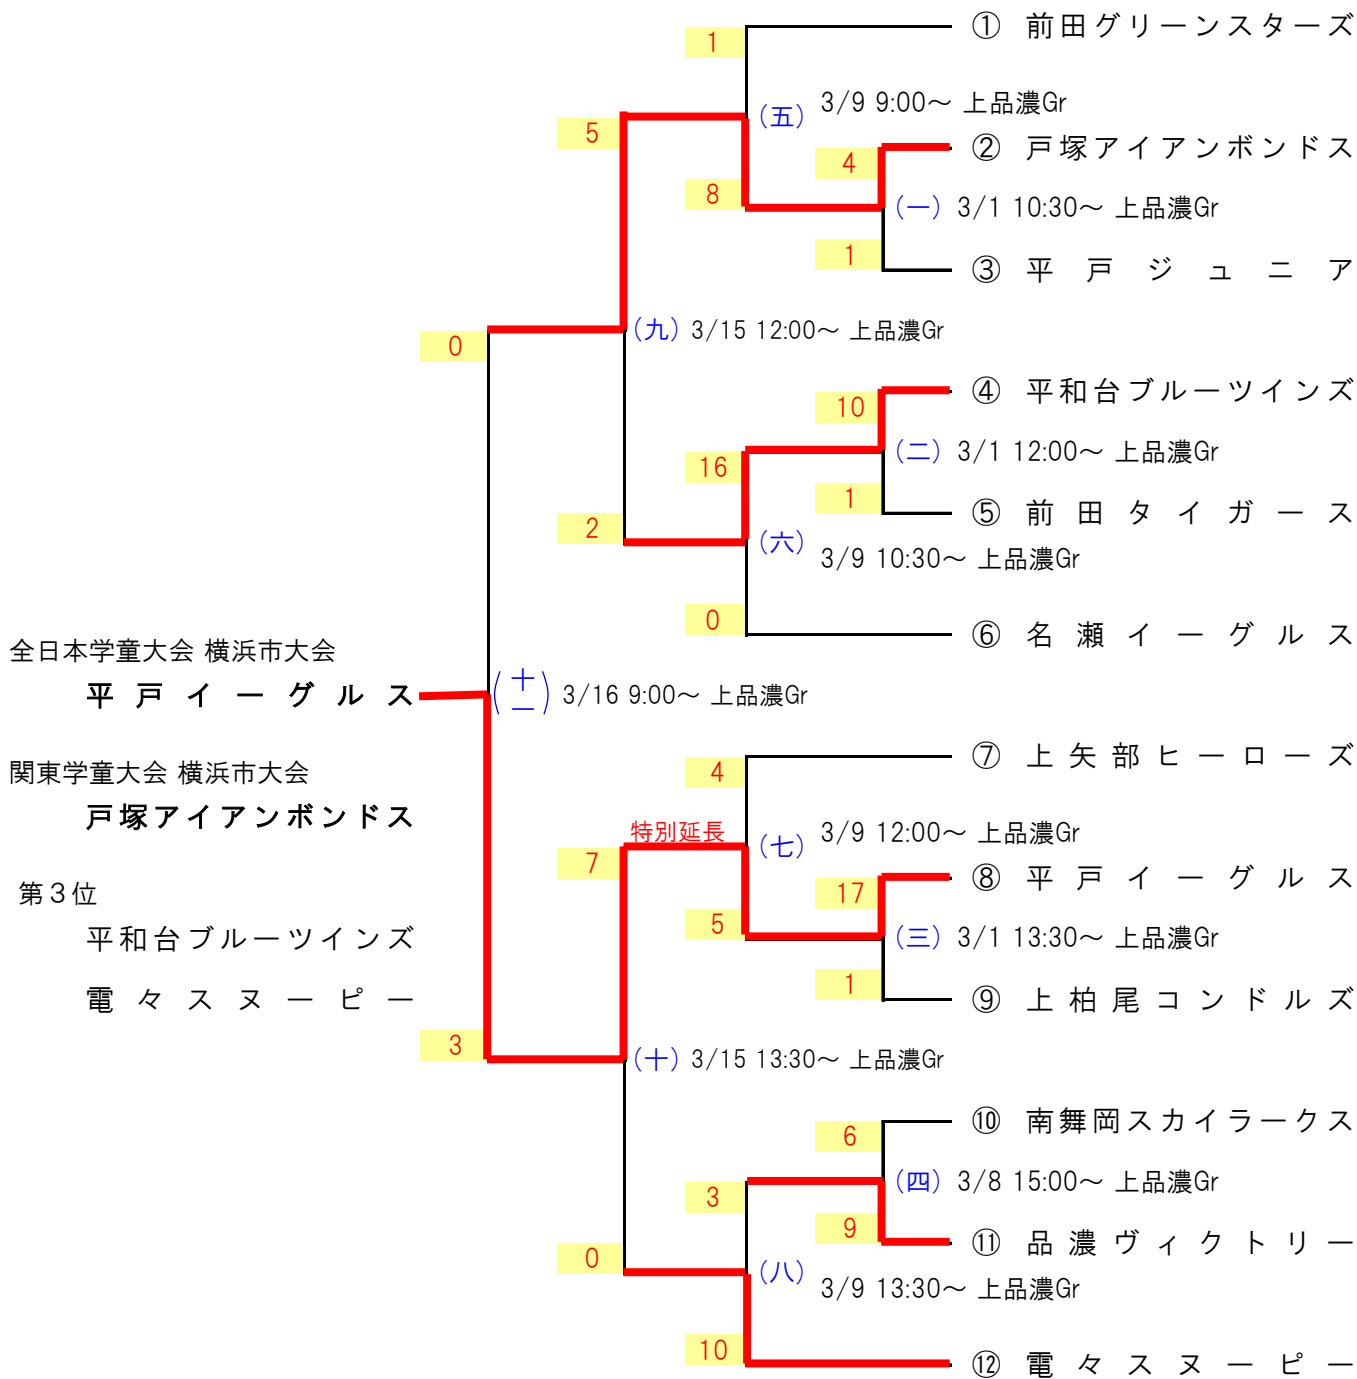 ① 前田グリーンスターズ
1
3/9 9:00～ 上品濃Gr
(五)
5
② 戸塚アイアンボンドス
4
8
(一) 3/1 10:30～ 上品濃Gr
1
③ 平戸ジュニア
(九) 3/15 12:00～ 上品濃Gr
0
④ 平和台ブルーツインズ
10
(二) 3/1 12:00～ 上品濃Gr
16
1
⑤ 前田タイガース
2
(六)
3/9 10:30～ 上品濃Gr
0
⑥ 名瀬イーグルス
全日本学童大会 横浜市大会
平戸イーグルス
(十一) 3/16 9:00～ 上品濃Gr
⑦ 上矢部ヒーローズ
4
関東学童大会 横浜市大会
戸塚アイアンボンドス
特別延長
3/9 12:00～ 上品濃Gr
(七)
7
⑧ 平戸イーグルス
17
第３位
5
平和台ブルーツインズ
(三) 3/1 13:30～ 上品濃Gr
1
電々スヌーピー
⑨ 上柏尾コンドルズ
3
(十) 3/15 13:30～ 上品濃Gr
⑩ 南舞岡スカイラークス
6
(四) 3/8 15:00～ 上品濃Gr
3
9
⑪ 品濃ヴィクトリー
0
(八)
3/9 13:30～ 上品濃Gr
10
⑫ 電々スヌーピー